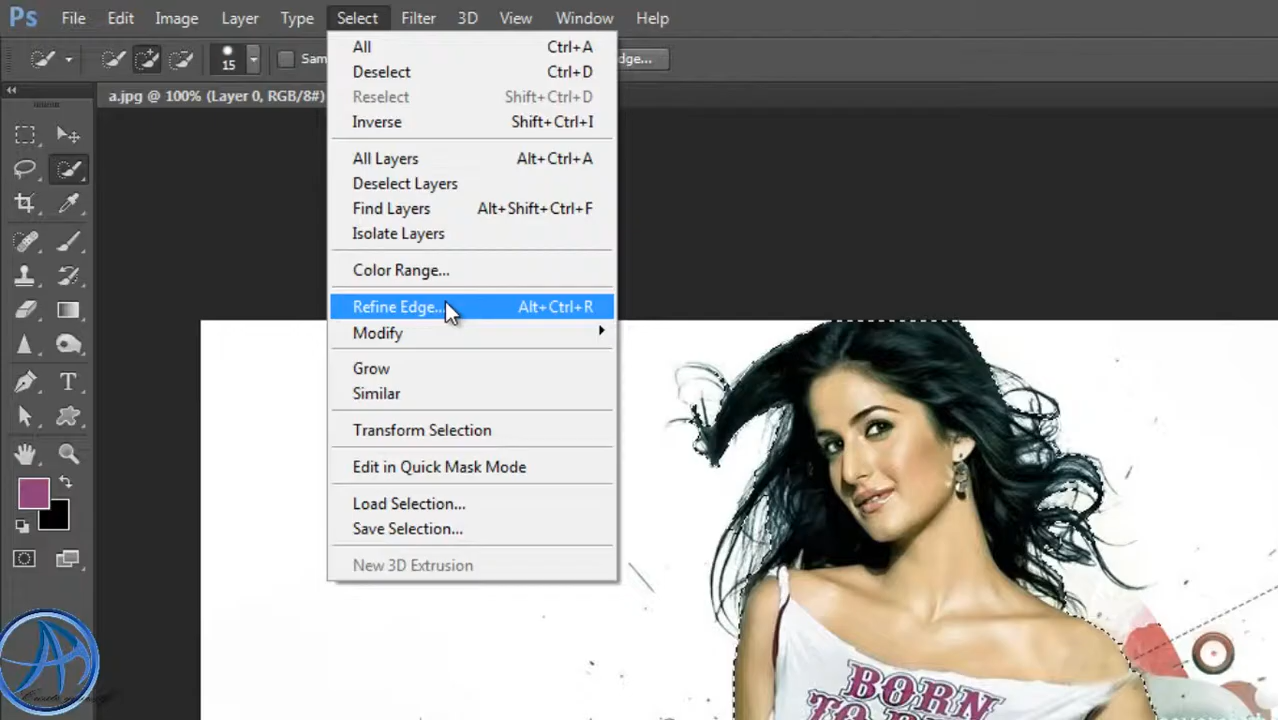 Ps File Edit Image Layer Type Select Filter 3D View Window Help
15 Sam dge...
a.jpg @ 100% (Layer 0, RGB/8#)
All Ctrl+A
Deselect Ctrl+D
Reselect Shift+Ctrl+D
Inverse Shift+Ctrl+I
All Layers Alt+Ctrl+A
Deselect Layers
Find Layers Alt+Shift+Ctrl+F
Isolate Layers
Color Range...
Refine Edge... Alt+Ctrl+R
Modify
Grow
Similar
Transform Selection
Edit in Quick Mask Mode
Load Selection...
Save Selection...
New 3D Extrusion
BORN
TO